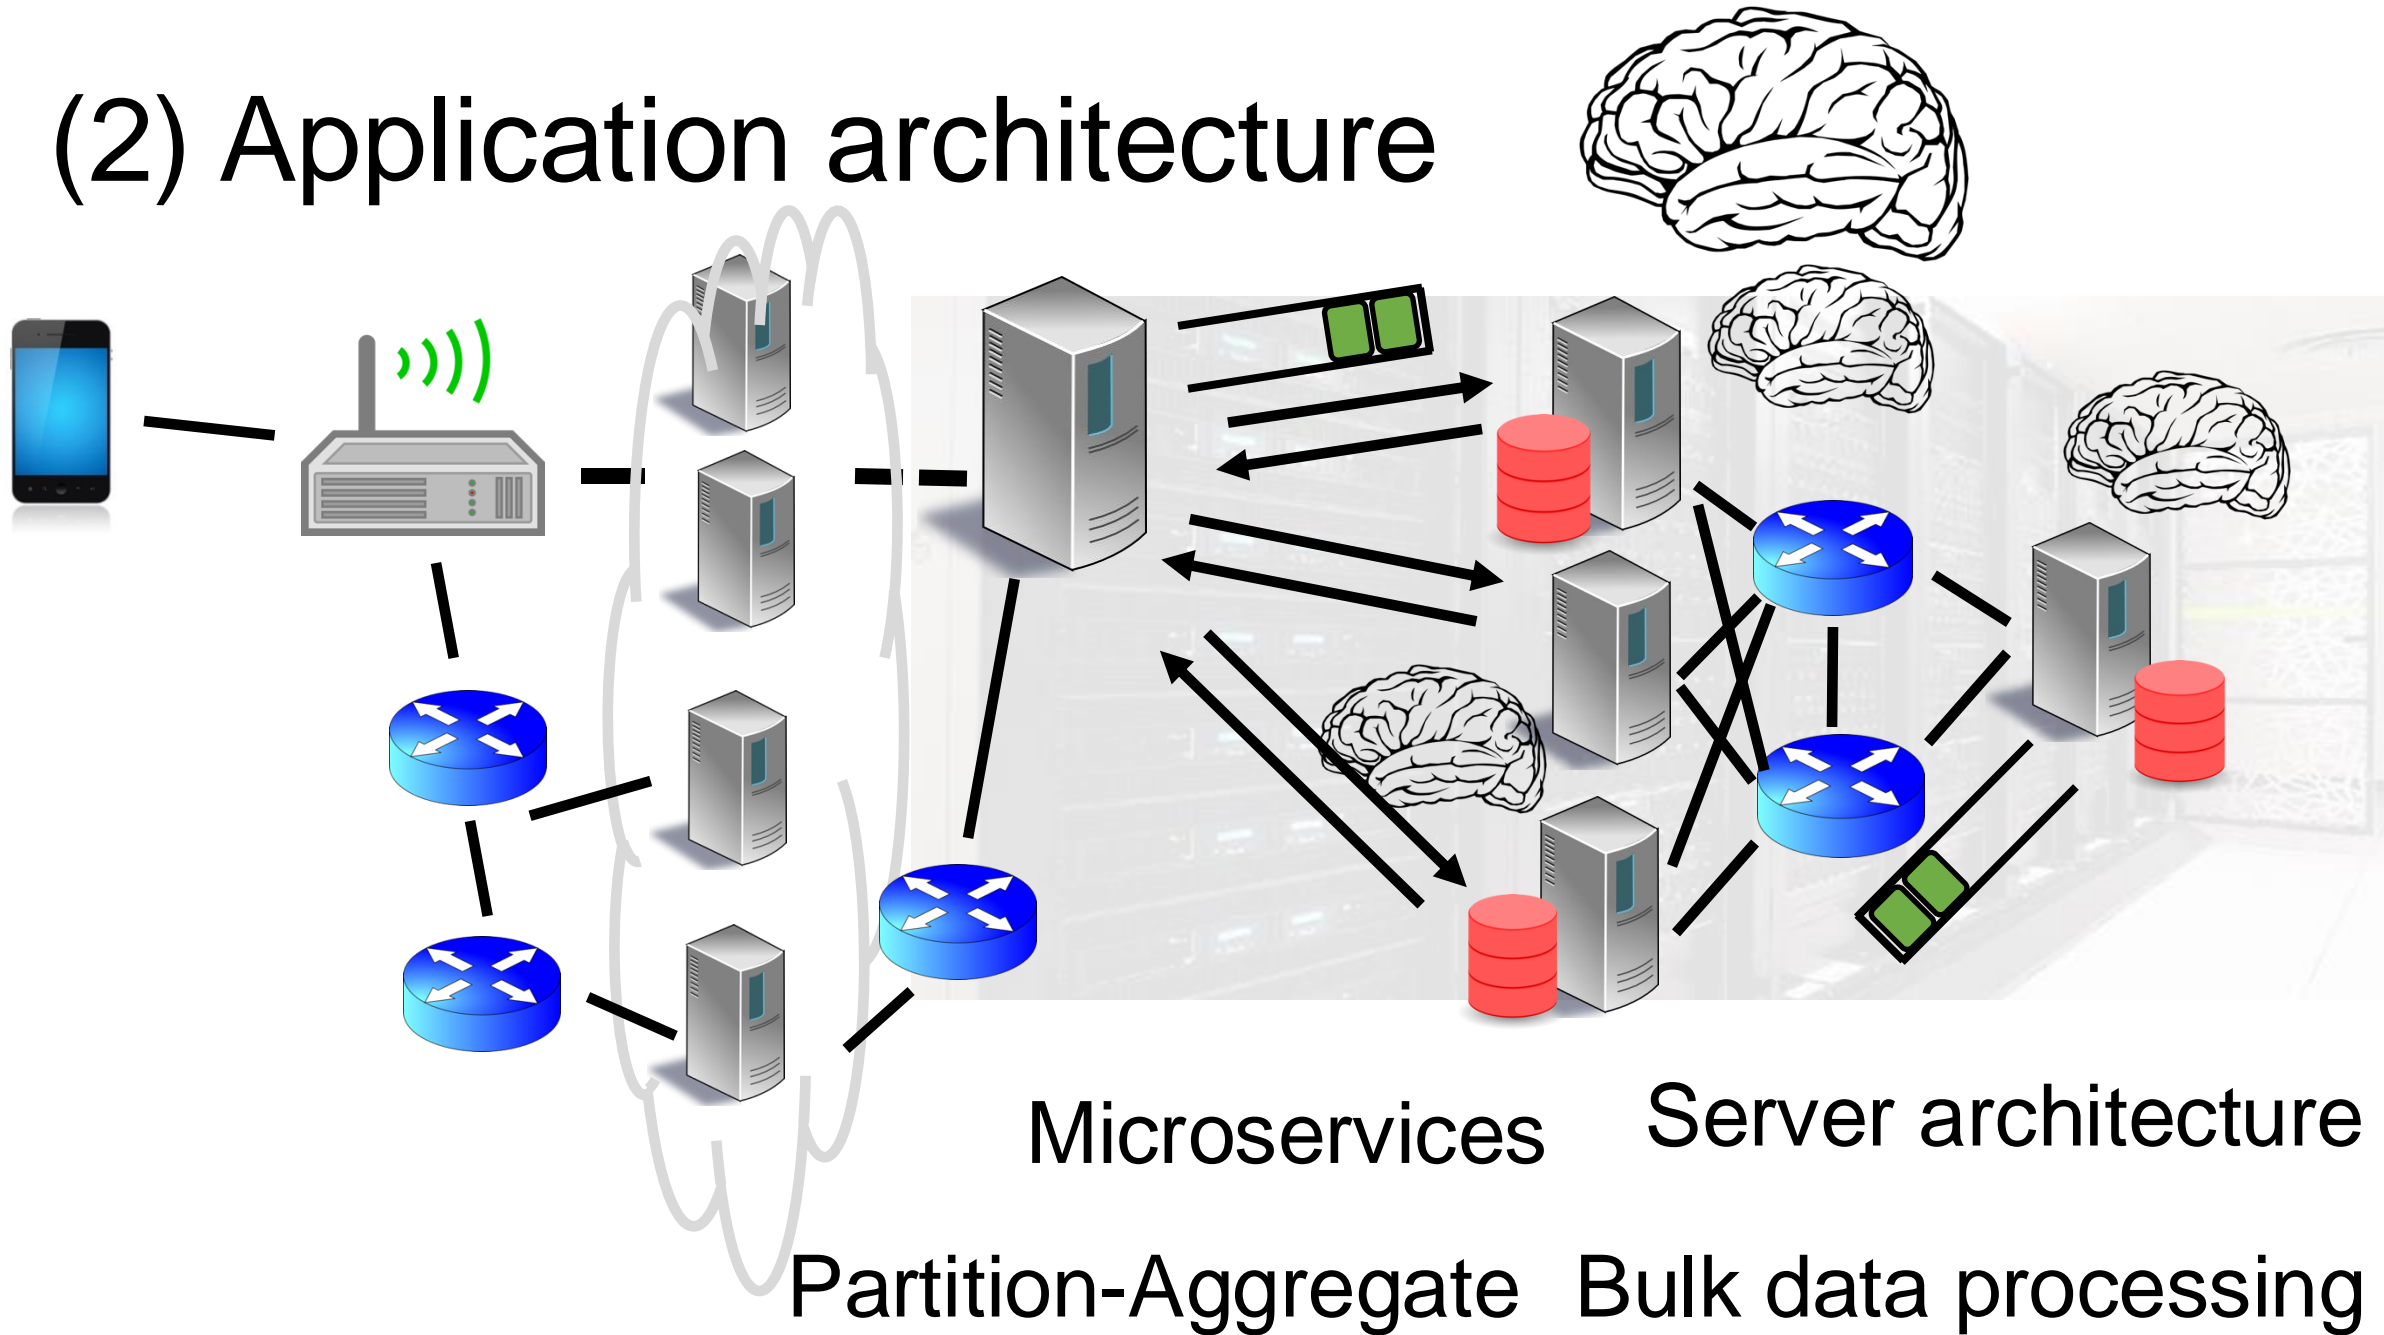 (2) Application architecture
Microservices
Server architecture
Partition-Aggregate
Bulk data processing